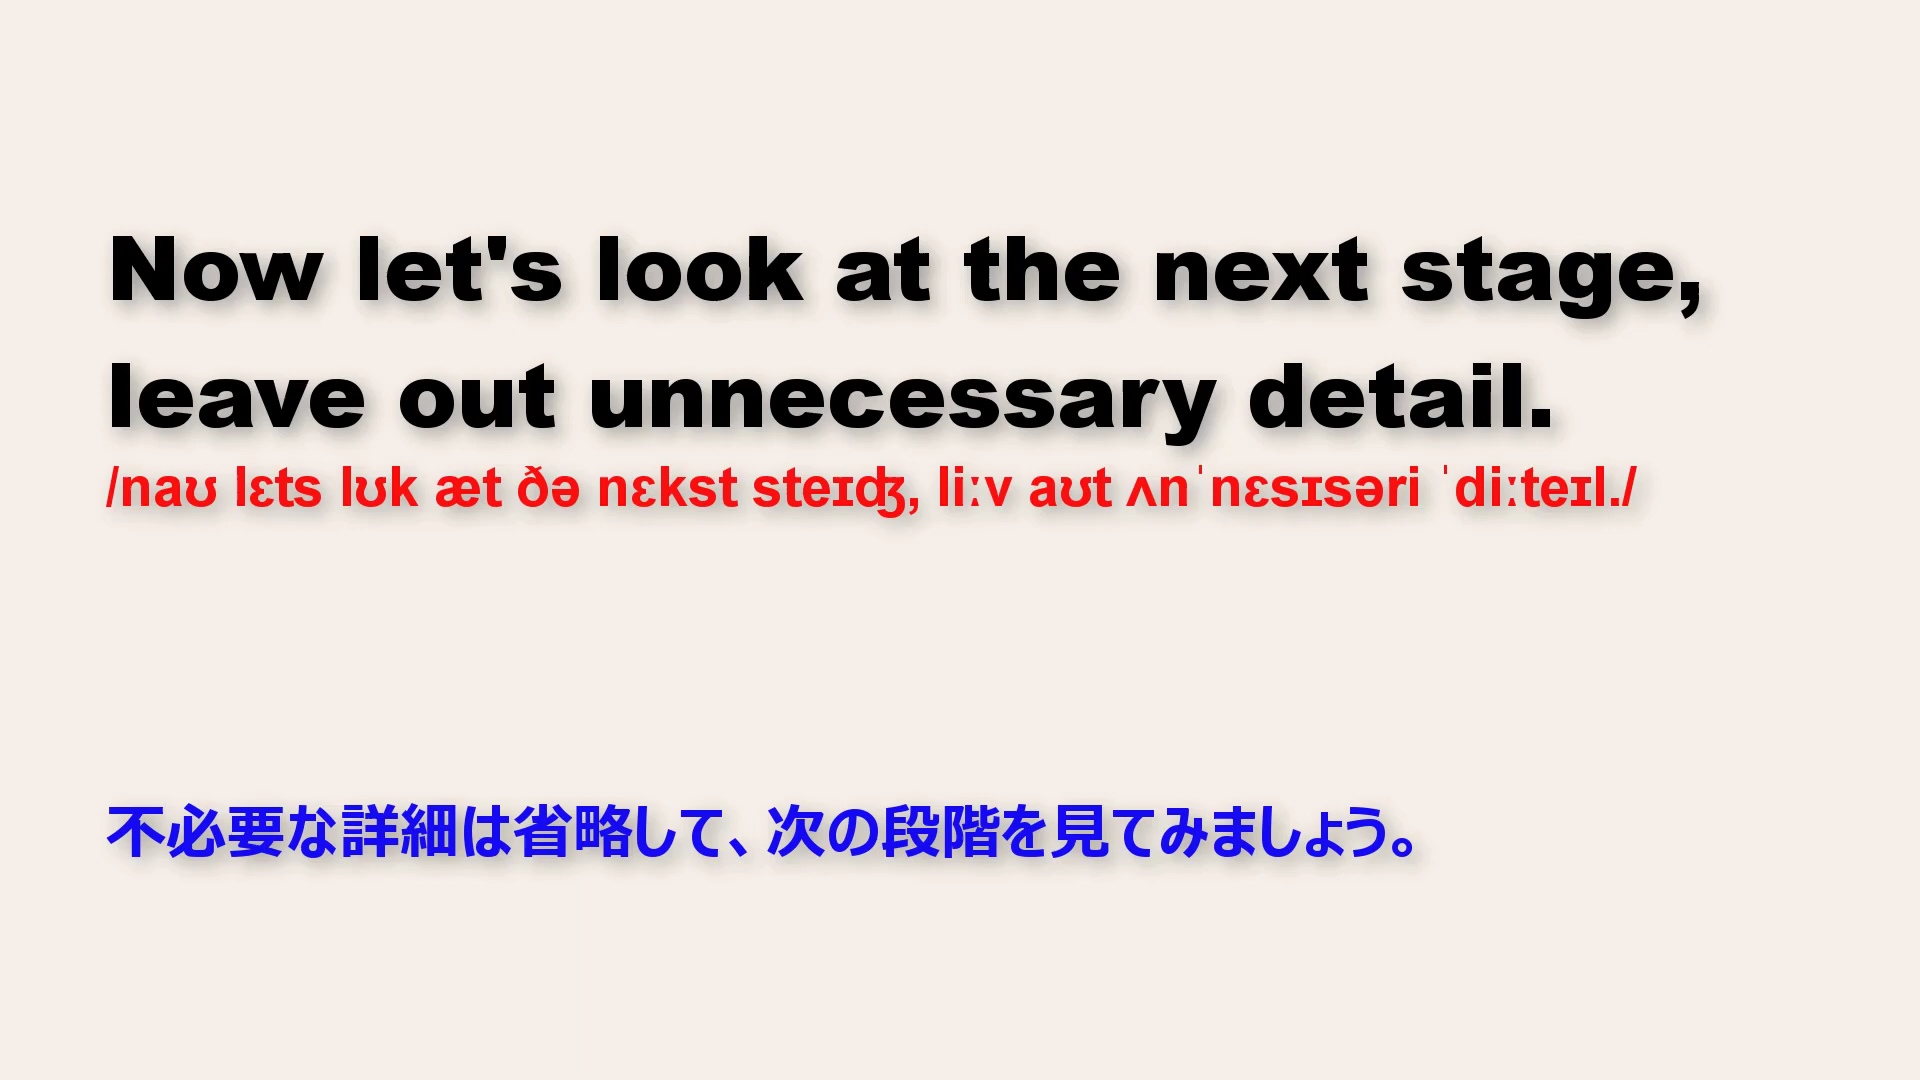 Now let's look at the next stage,
leave out unnecessary detail.
/naʊ lɛts lʊk æt ðə nɛkst steɪʤ, liːv aʊt ʌnˈnɛsɪsəri ˈdiːteɪl./
不必要な詳細は省略して、次の段階を見てみましょう。